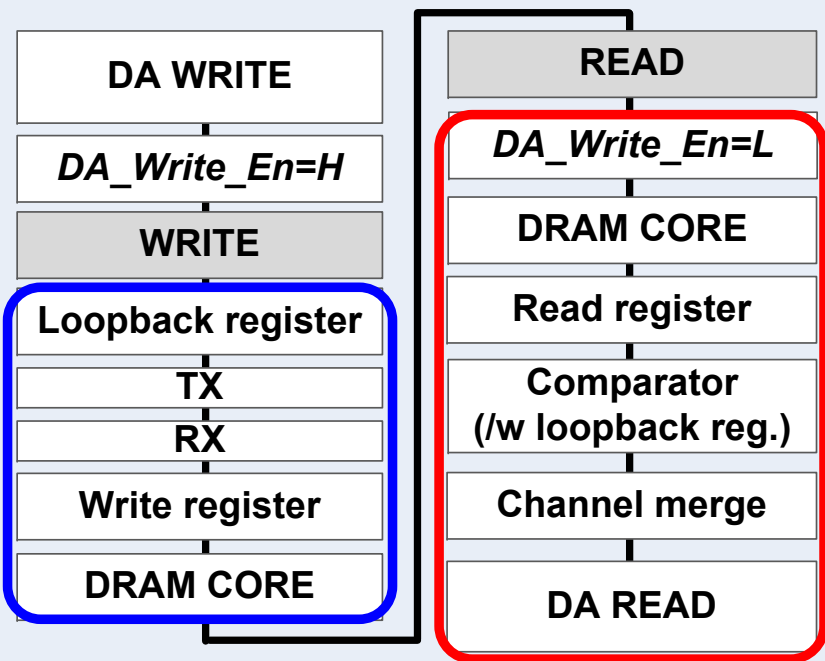 DA WRITE
DA_Write_En=H
WRITE
Loopback register
TX
RX
Write register
DRAM CORE
READ
DA_Write_En=L
DRAM CORE
Read register
Comparator
(/w loopback reg.)
Channel merge
DA READ